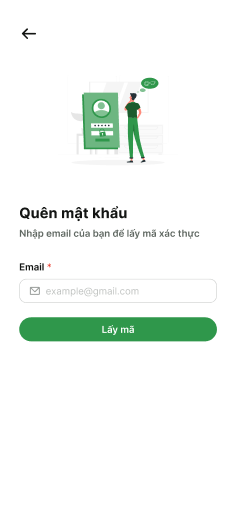 Quên mật khẩu
Nhập email của bạn để lấy mã xác thực
Email *
example@gmail.com
Lấy mã